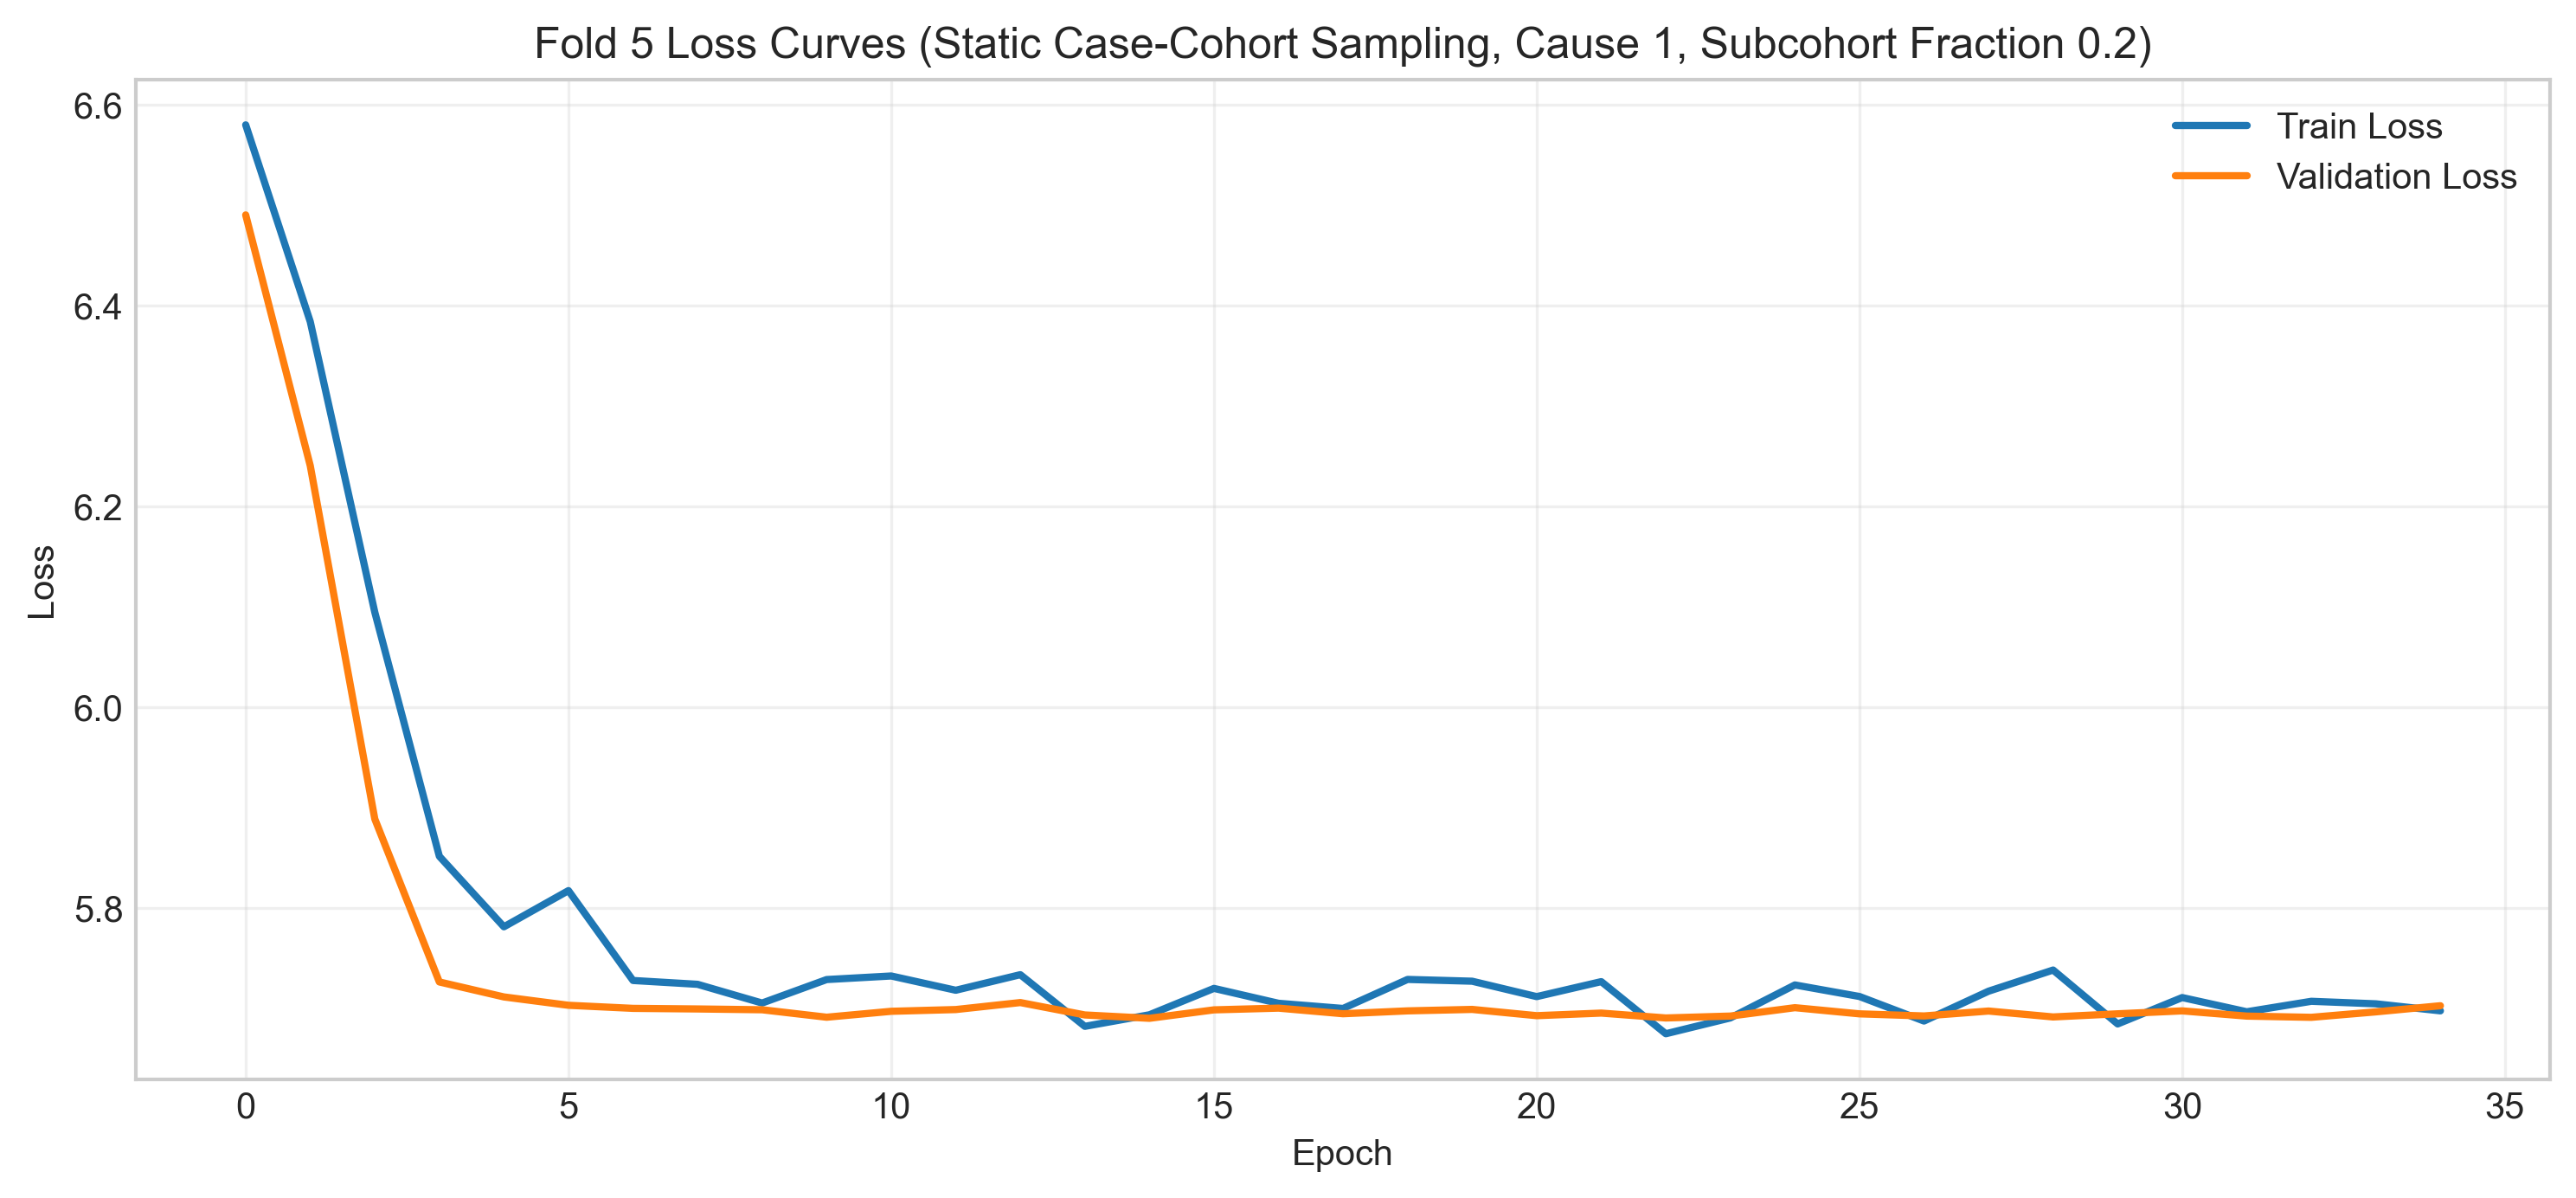 Fold 5 Loss Curves (Static Case-Cohort Sampling, Cause 1, Subcohort Fraction 0.2)
Train Loss
Validation Loss
6.6
6.4
6.2
6.0
5.8
Loss
0 5 10 15 20 25 30 35
Epoch